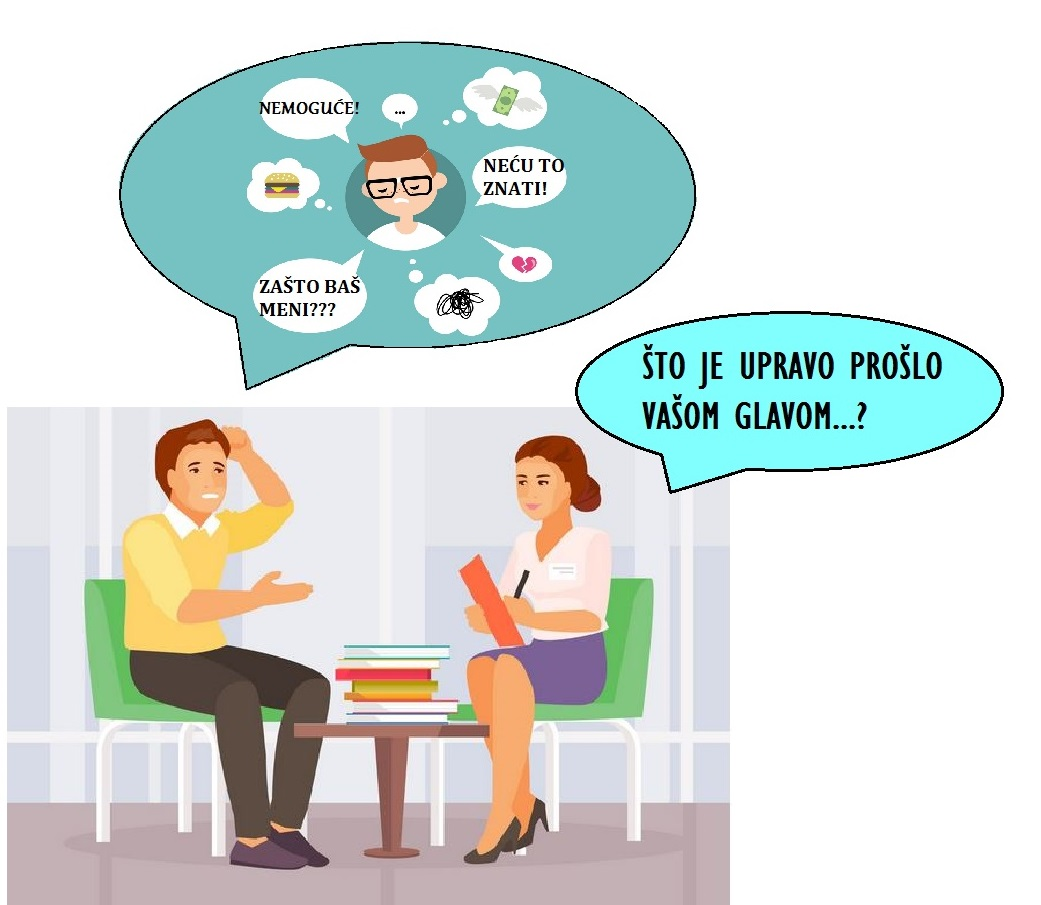 NEMOGUĆE!
...
NEĆU TO
ZNATI!
ZAŠTO BAŠ
MENI???
ŠTO JE UPRAVO PROŠLO
VAŠOM GLAVOM...?